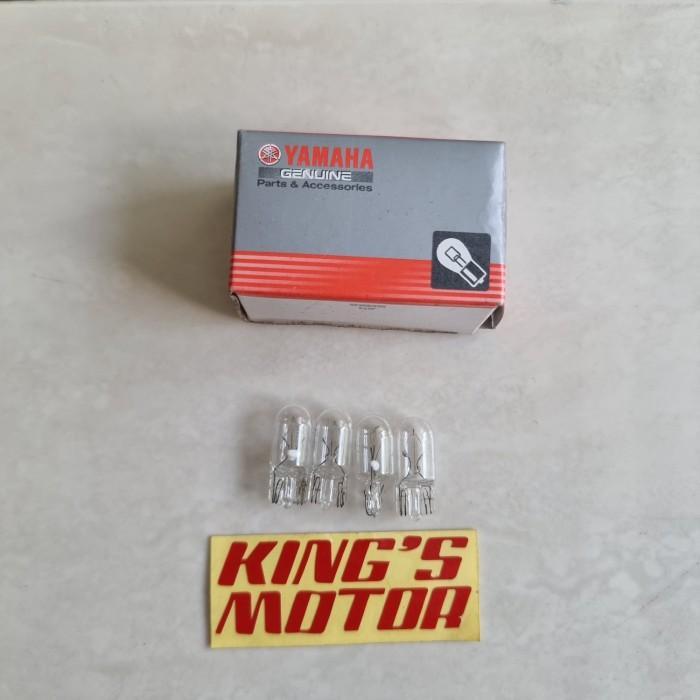 YAMAHA
GENUINE
Parts & Accessories
KING'S
MOTOR